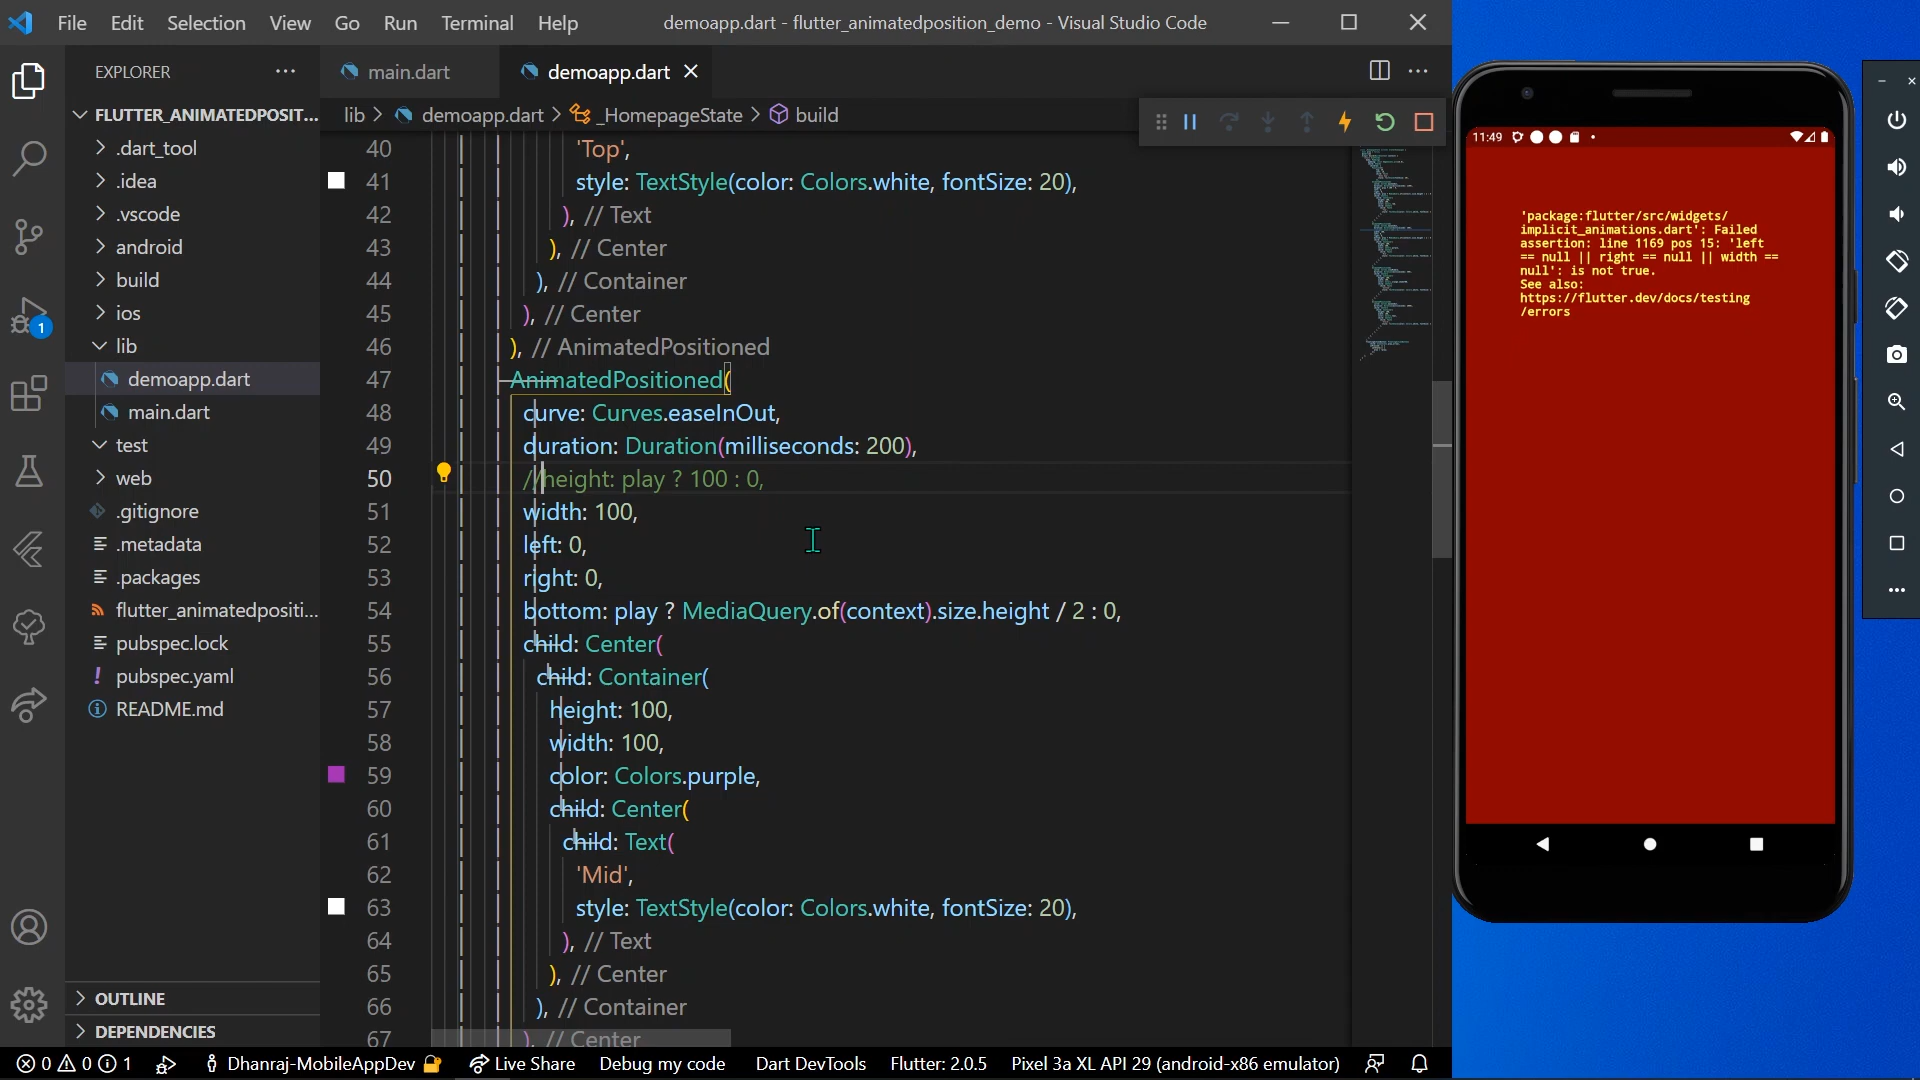 File Edit Selection View Go Run Terminal Help
demoapp.dart - flutter_animatedposition_demo - Visual Studio Code
EXPLORER
FLUTTER_ANIMATEDPOSIT...
.dart_tool
.idea
.vscode
android
build
ios
lib
demoapp.dart
main.dart
test
web
.gitignore
.metadata
.packages
flutter_animatedpositi...
pubspec.lock
pubspec.yaml
README.md
OUTLINE
DEPENDENCIES
1
main.dart
demoapp.dart
lib > demoapp.dart > _HomepageState > build
40 'Top',
41 style: TextStyle(color: Colors.white, fontSize: 20),
42 ), // Text
43 ), // Center
44 ), // Container
45 ), // Center
46 ), // AnimatedPositioned
47 AnimatedPositioned(
48 curve: Curves.easeInOut,
49 duration: Duration(milliseconds: 200),
50 //height: play ? 100 : 0,
51 width: 100,
52 left: 0,
53 right: 0,
54 bottom: play ? MediaQuery.of(context).size.height / 2 : 0,
55 child: Center(
56 child: Container(
57 height: 100,
58 width: 100,
59 color: Colors.purple,
60 child: Center(
61 child: Text(
62 'Mid',
63 style: TextStyle(color: Colors.white, fontSize: 20),
64 ), // Text
65 ), // Center
66 ), // Container
67 ), // Center
11:49
'package:flutter/src/widgets/
implicit_animations.dart': Failed
assertion: line 1169 pos 15: 'left
== null || right == null || width ==
null': is not true.
See also:
https://flutter.dev/docs/testing
/errors
0 0 1 Dhanraj-MobileAppDev Live Share Debug my code Dart DevTools Flutter: 2.0.5 Pixel 3a XL API 29 (android-x86 emulator)